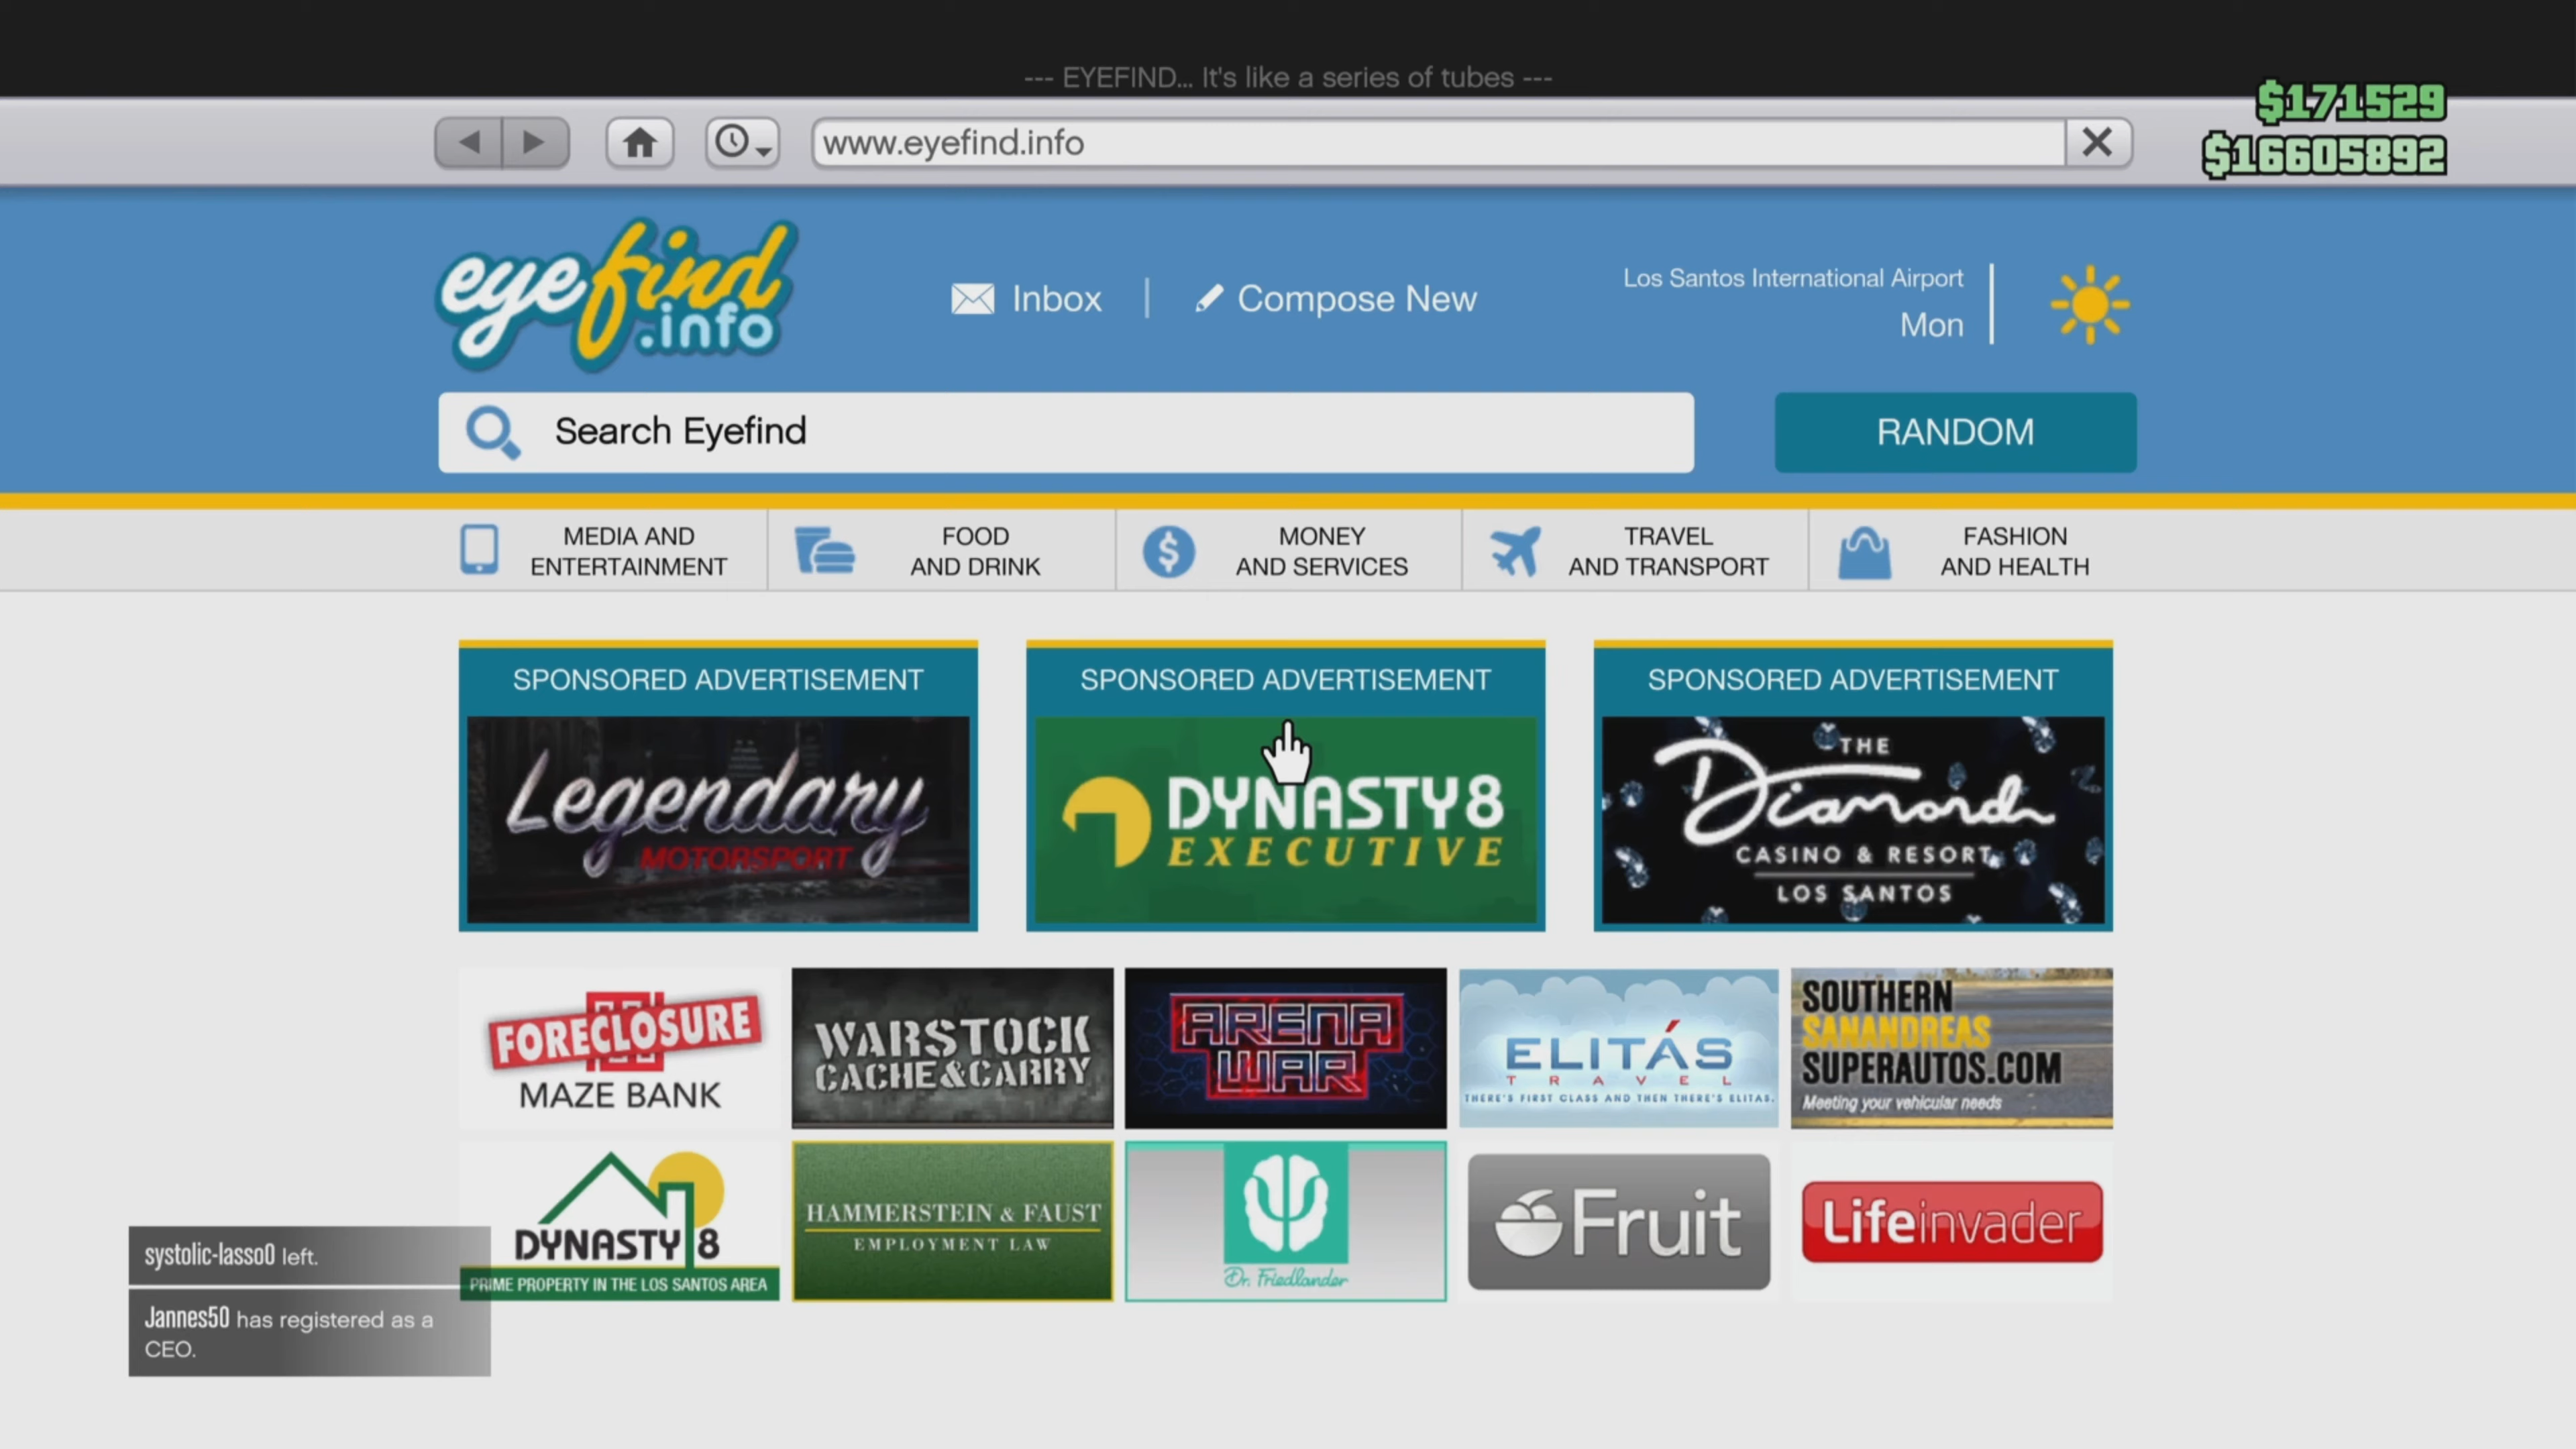 --- EYEFIND... It's like a series of tubes ---
$171529
www.eyefind.info
$16605892
eyefind
.info
Inbox
Compose New
Los Santos International Airport
Mon
Search Eyefind
RANDOM
MEDIA AND
ENTERTAINMENT
FOOD
AND DRINK
MONEY
AND SERVICES
TRAVEL
AND TRANSPORT
FASHION
AND HEALTH
SPONSORED ADVERTISEMENT
Legendary
MOTORSPORT
SPONSORED ADVERTISEMENT
DYNASTY8
EXECUTIVE
SPONSORED ADVERTISEMENT
THE
Diamond
CASINO & RESORT
LOS SANTOS
FORECLOSURE
MAZE BANK
WARSTOCK
CACHE&CARRY
ARENA
WAR
ELITÁS
TRAVEL
THERE'S FIRST CLASS AND THEN THERE'S ELITAS.
SOUTHERN
SANANDREAS
SUPERAUTOS.COM
Meeting your vehicular needs
DYNASTY 8
PRIME PROPERTY IN THE LOS SANTOS AREA
HAMMERSTEIN & FAUST
EMPLOYMENT LAW
Dr. Friedlander
Fruit
Lifeinvader
systolic-lasso0 left.
Jannes50 has registered as a
CEO.